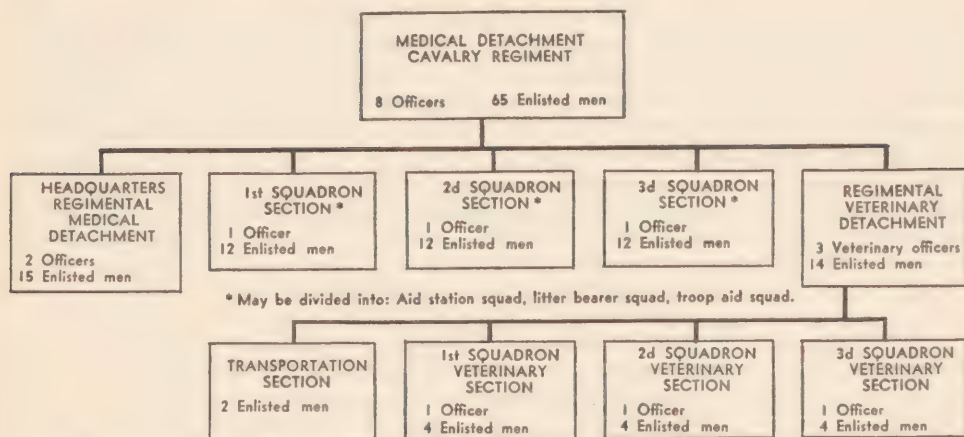 MEDICAL DETACHMENT
CAVALRY REGIMENT
8 Officers 65 Enlisted men
HEADQUARTERS
REGIMENTAL
MEDICAL
DETACHMENT
2 Officers
15 Enlisted men
1st SQUADRON
SECTION *
1 Officer
12 Enlisted men
2d SQUADRON
SECTION *
1 Officer
12 Enlisted men
3d SQUADRON
SECTION *
1 Officer
12 Enlisted men
REGIMENTAL
VETERINARY
DETACHMENT
3 Veterinary officers
14 Enlisted men
* May be divided into: Aid station squad, litter bearer squad, troop aid squad.
TRANSPORTATION
SECTION
2 Enlisted men
1st SQUADRON
VETERINARY
SECTION
1 Officer
4 Enlisted men
2d SQUADRON
VETERINARY
SECTION
1 Officer
4 Enlisted men
3d SQUADRON
VETERINARY
SECTION
1 Officer
4 Enlisted men